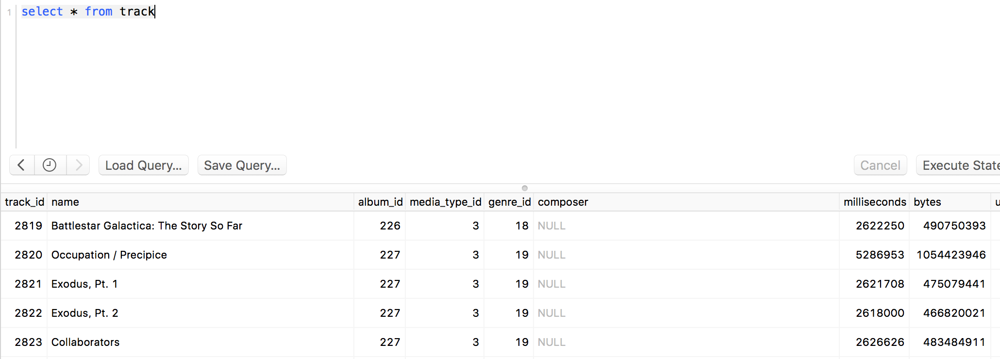 1 select * from track
Load Query... Save Query... Cancel Execute State
track_id name album_id media_type_id genre_id composer milliseconds bytes u
2819 Battlestar Galactica: The Story So Far 226 3 18 NULL 2622250 490750393
2820 Occupation / Precipice 227 3 19 NULL 5286953 1054423946
2821 Exodus, Pt. 1 227 3 19 NULL 2621708 475079441
2822 Exodus, Pt. 2 227 3 19 NULL 2618000 466820021
2823 Collaborators 227 3 19 NULL 2626626 483484911